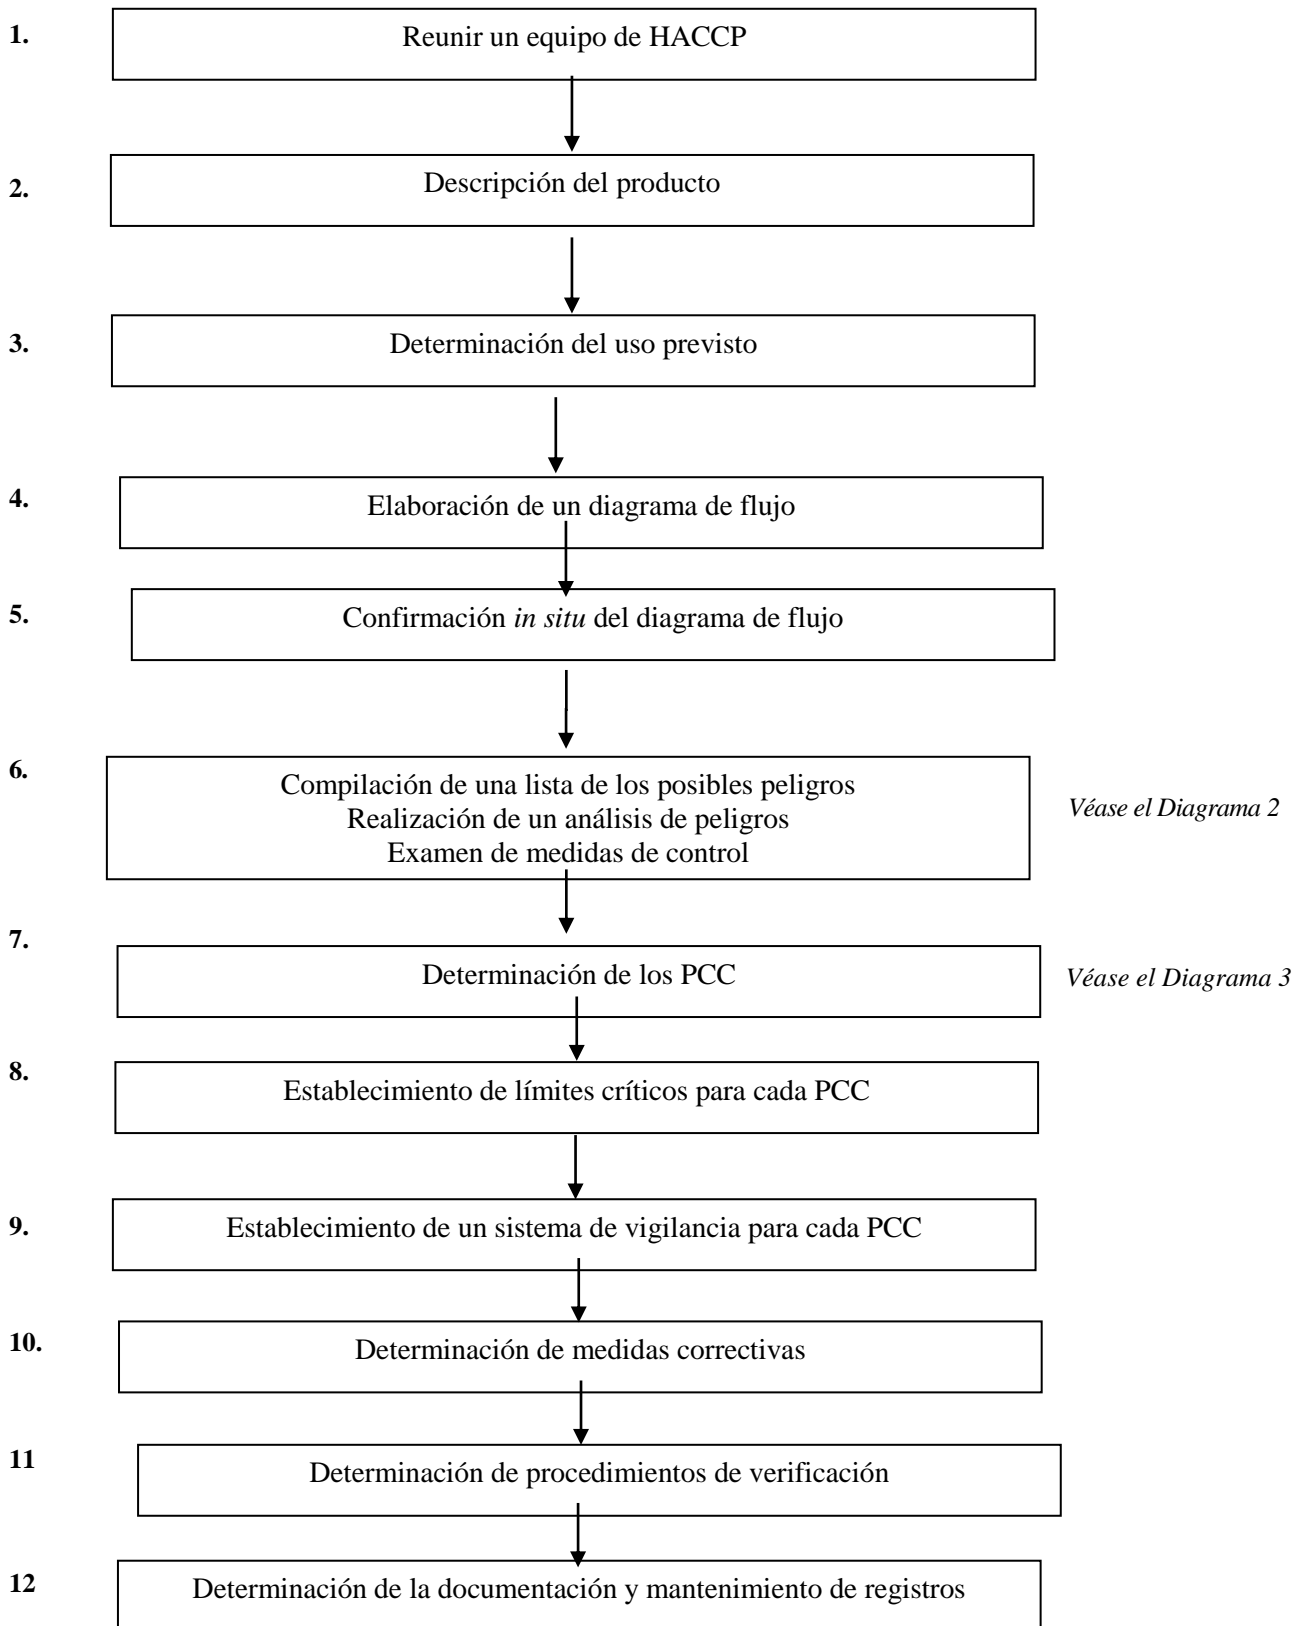 1.
Reunir un equipo de HACCP
2.
Descripción del producto
3.
Determinación del uso previsto
4.
Elaboración de un diagrama de flujo
5.
Confirmación in situ del diagrama de flujo
6.
Compilación de una lista de los posibles peligros
Realización de un análisis de peligros
Examen de medidas de control
Véase el Diagrama 2
7.
Determinación de los PCC
Véase el Diagrama 3
8.
Establecimiento de límites críticos para cada PCC
9.
Establecimiento de un sistema de vigilancia para cada PCC
10.
Determinación de medidas correctivas
11
Determinación de procedimientos de verificación
12
Determinación de la documentación y mantenimiento de registros